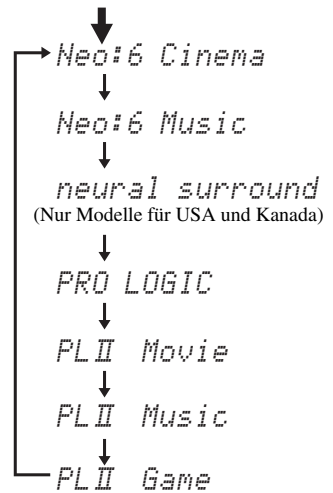 Neo:6 Cinema
Neo:6 Music
neural surround
(Nur Modelle für USA und Kanada)
PRO LOGIC
PLⅡ Movie
PLⅡ Music
PLⅡ Game